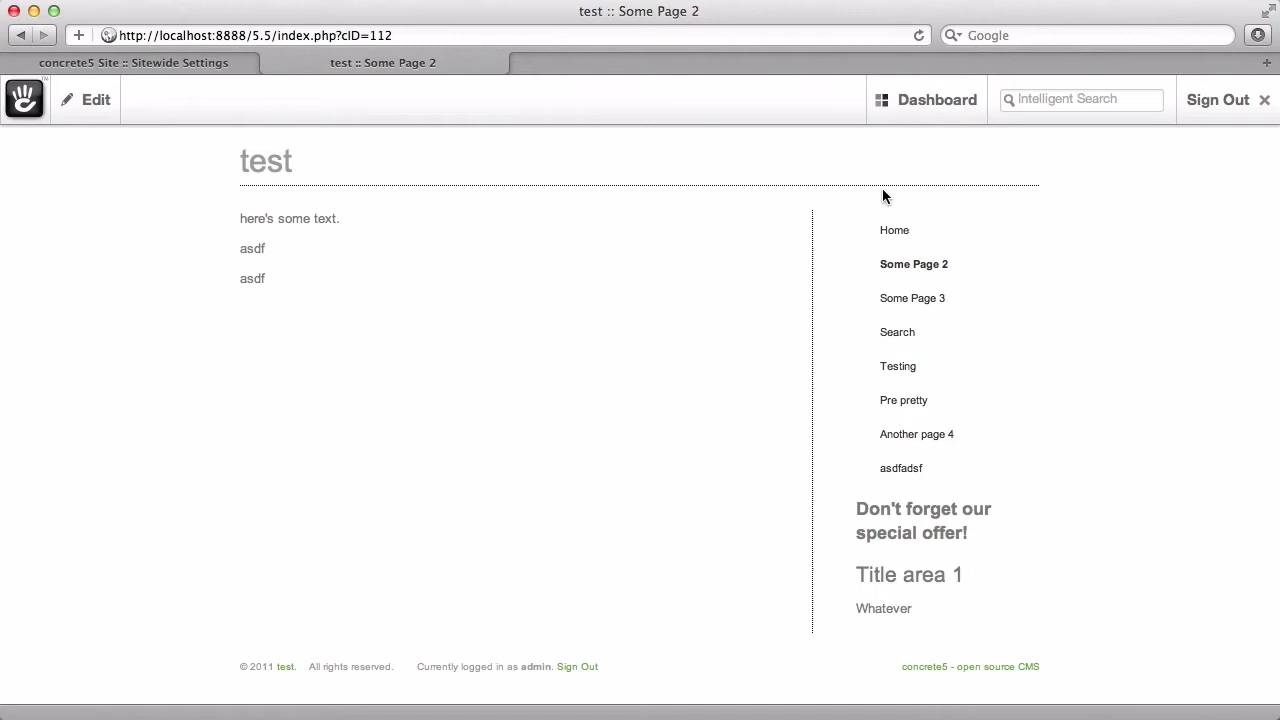 test :: Some Page 2
http://localhost:8888/5.5/index.php?cID=112
Google
concrete5 Site :: Sitewide Settings
test :: Some Page 2
Edit
Dashboard
Intelligent Search
Sign Out
test
here's some text.
asdf
asdf
Home
Some Page 2
Some Page 3
Search
Testing
Pre pretty
Another page 4
asdfadsf
Don't forget our
special offer!
Title area 1
Whatever
© 2011 test. All rights reserved. Currently logged in as admin. Sign Out
concrete5 - open source CMS